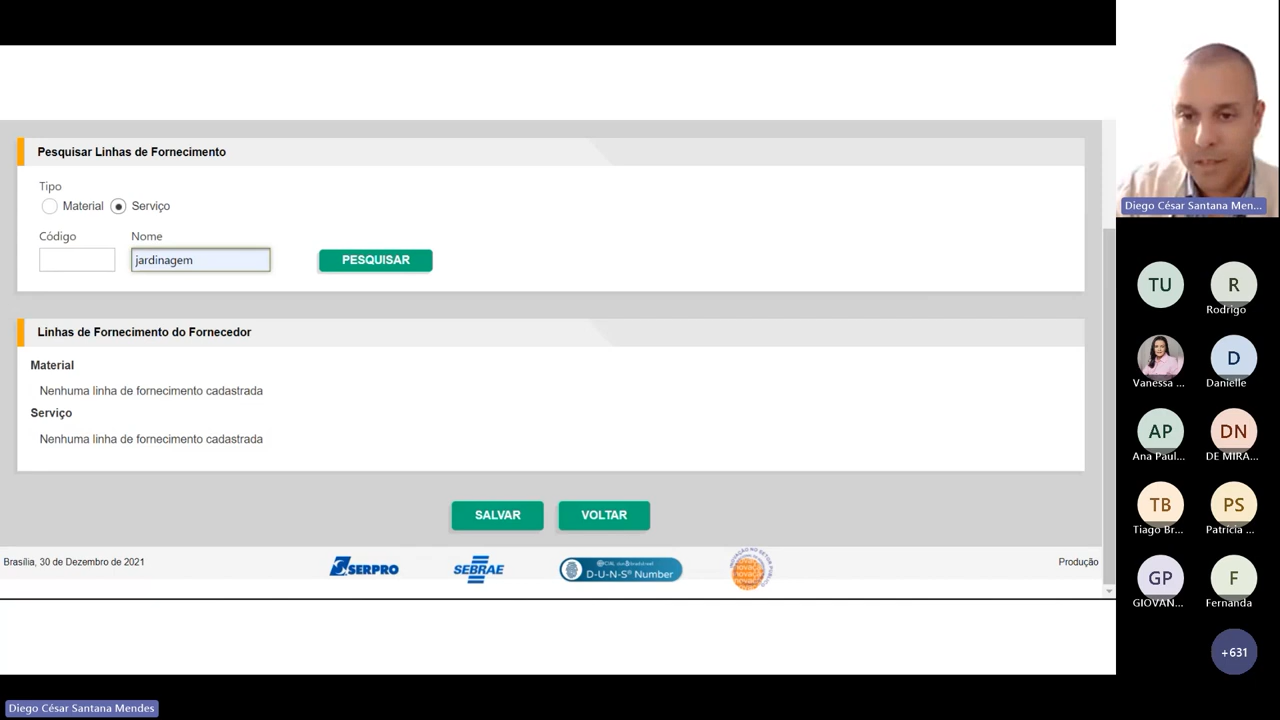 Pesquisar Linhas de Fornecimento
Tipo
Material Serviço
Código Nome
jardinagem PESQUISAR
Linhas de Fornecimento do Fornecedor
Material
Nenhuma linha de fornecimento cadastrada
Serviço
Nenhuma linha de fornecimento cadastrada
SALVAR VOLTAR
Brasília, 30 de Dezembro de 2021
SERPRO
SEBRAE
D-U-N-S® Number
Produção
Diego César Santana Men...
TU R
Rodrigo
D
Vanessa ... Danielle
AP DN
Ana Paul... DE MIRA...
TB PS
Tiago Br... Patrícia ...
GP F
GIOVAN... Fernanda
+631
Diego César Santana Mendes